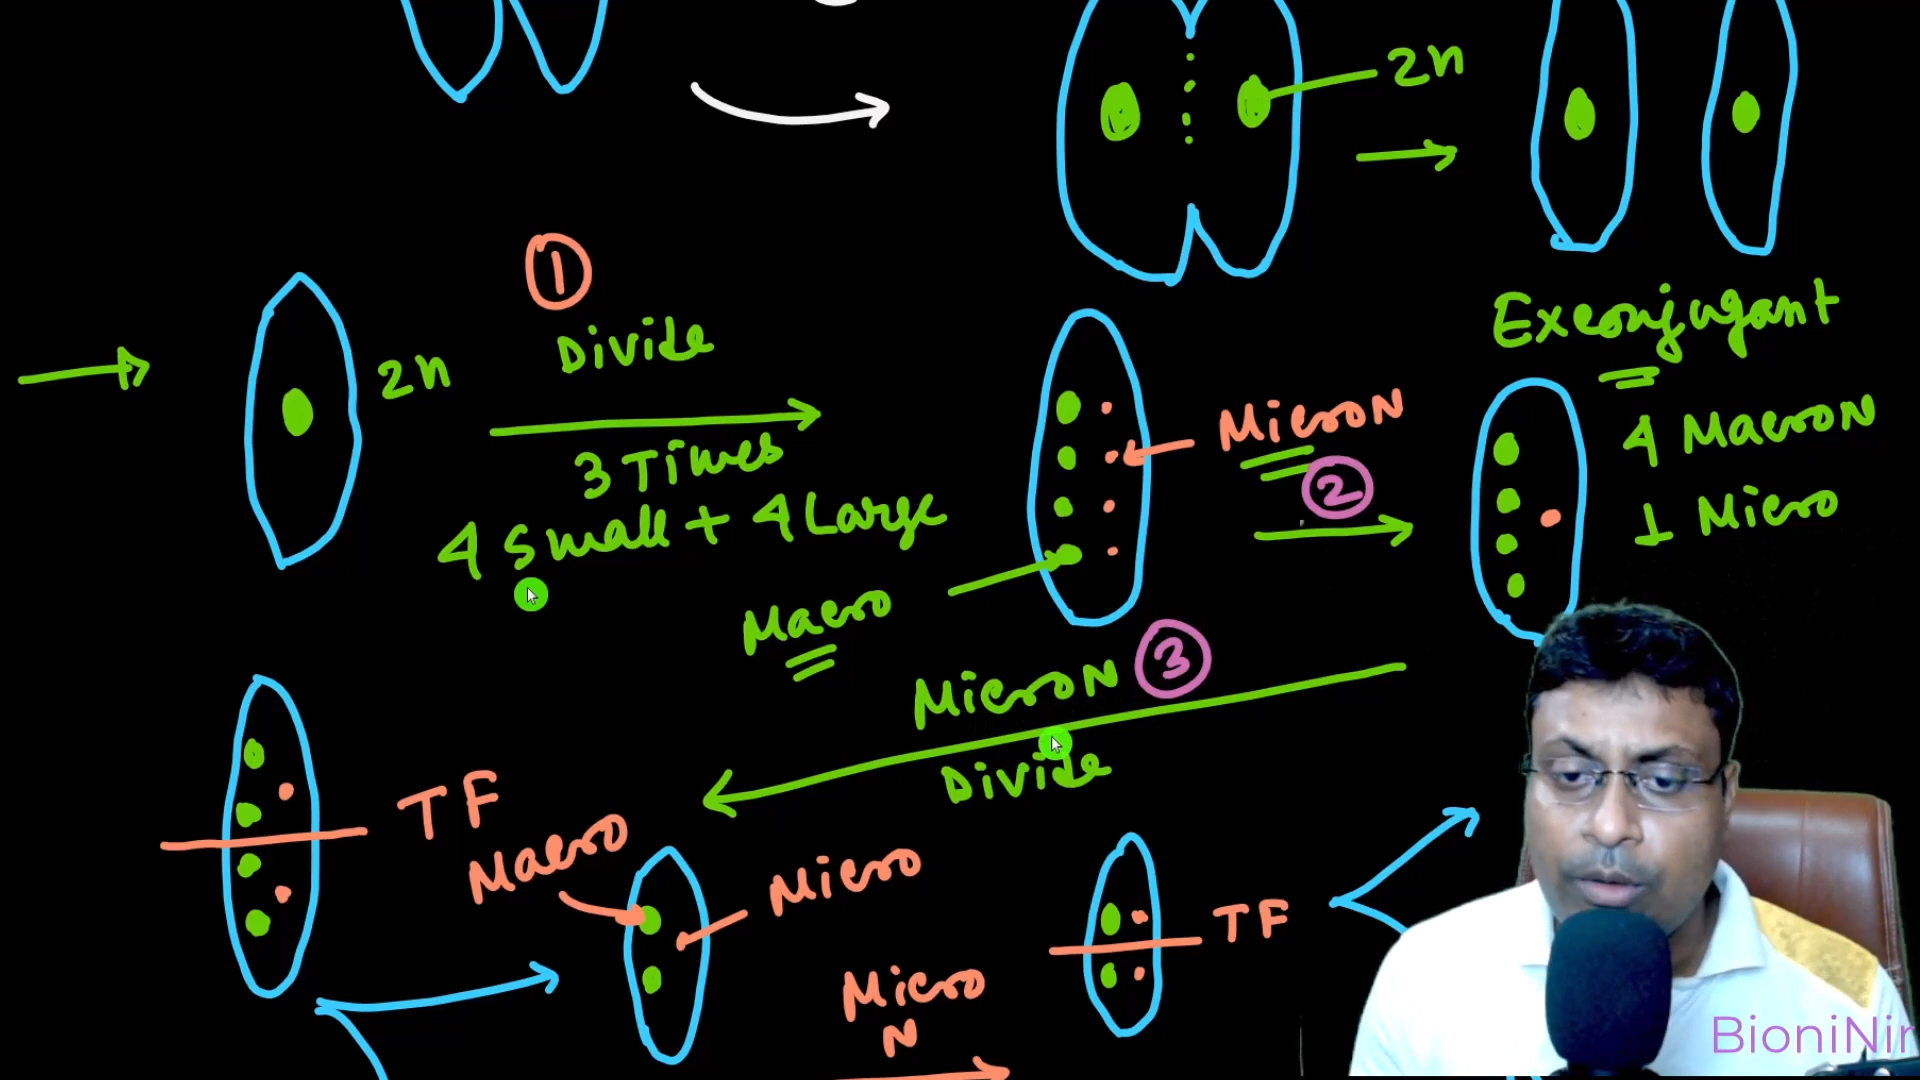 2n
①
Divide
2n
3 Times
4 Small + 4 Large
Macro
MicroN
②
Exconjugant
4 MacroN
1 Micro
MicroN ③
Divide
TF
Macro
Micro
TF
Micro
N
BioniNir